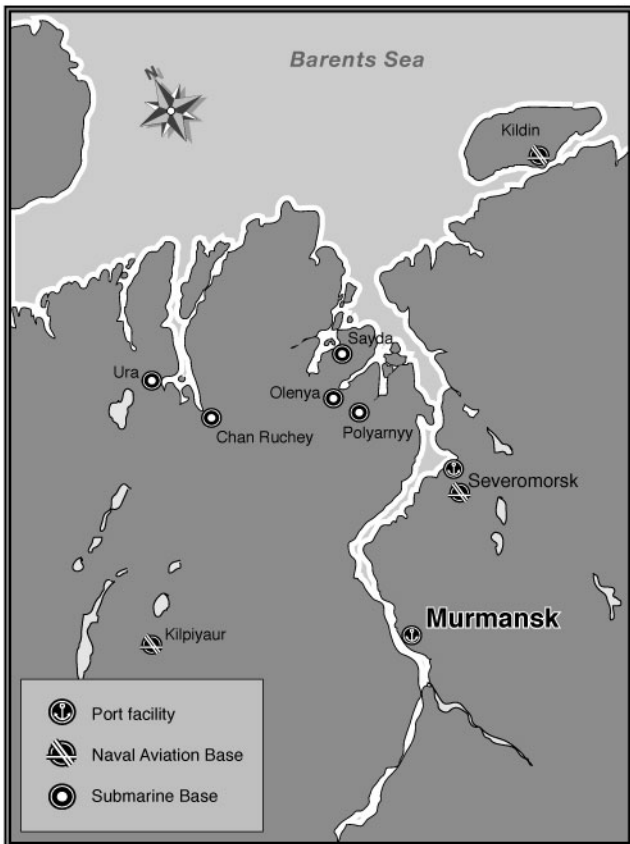 Barents Sea
N
Kildin
Sayda
Ura
Olenya
Chan Ruchey
Polyarnyy
Severomorsk
Murmansk
Kilpiyaur
Port facility
Naval Aviation Base
Submarine Base